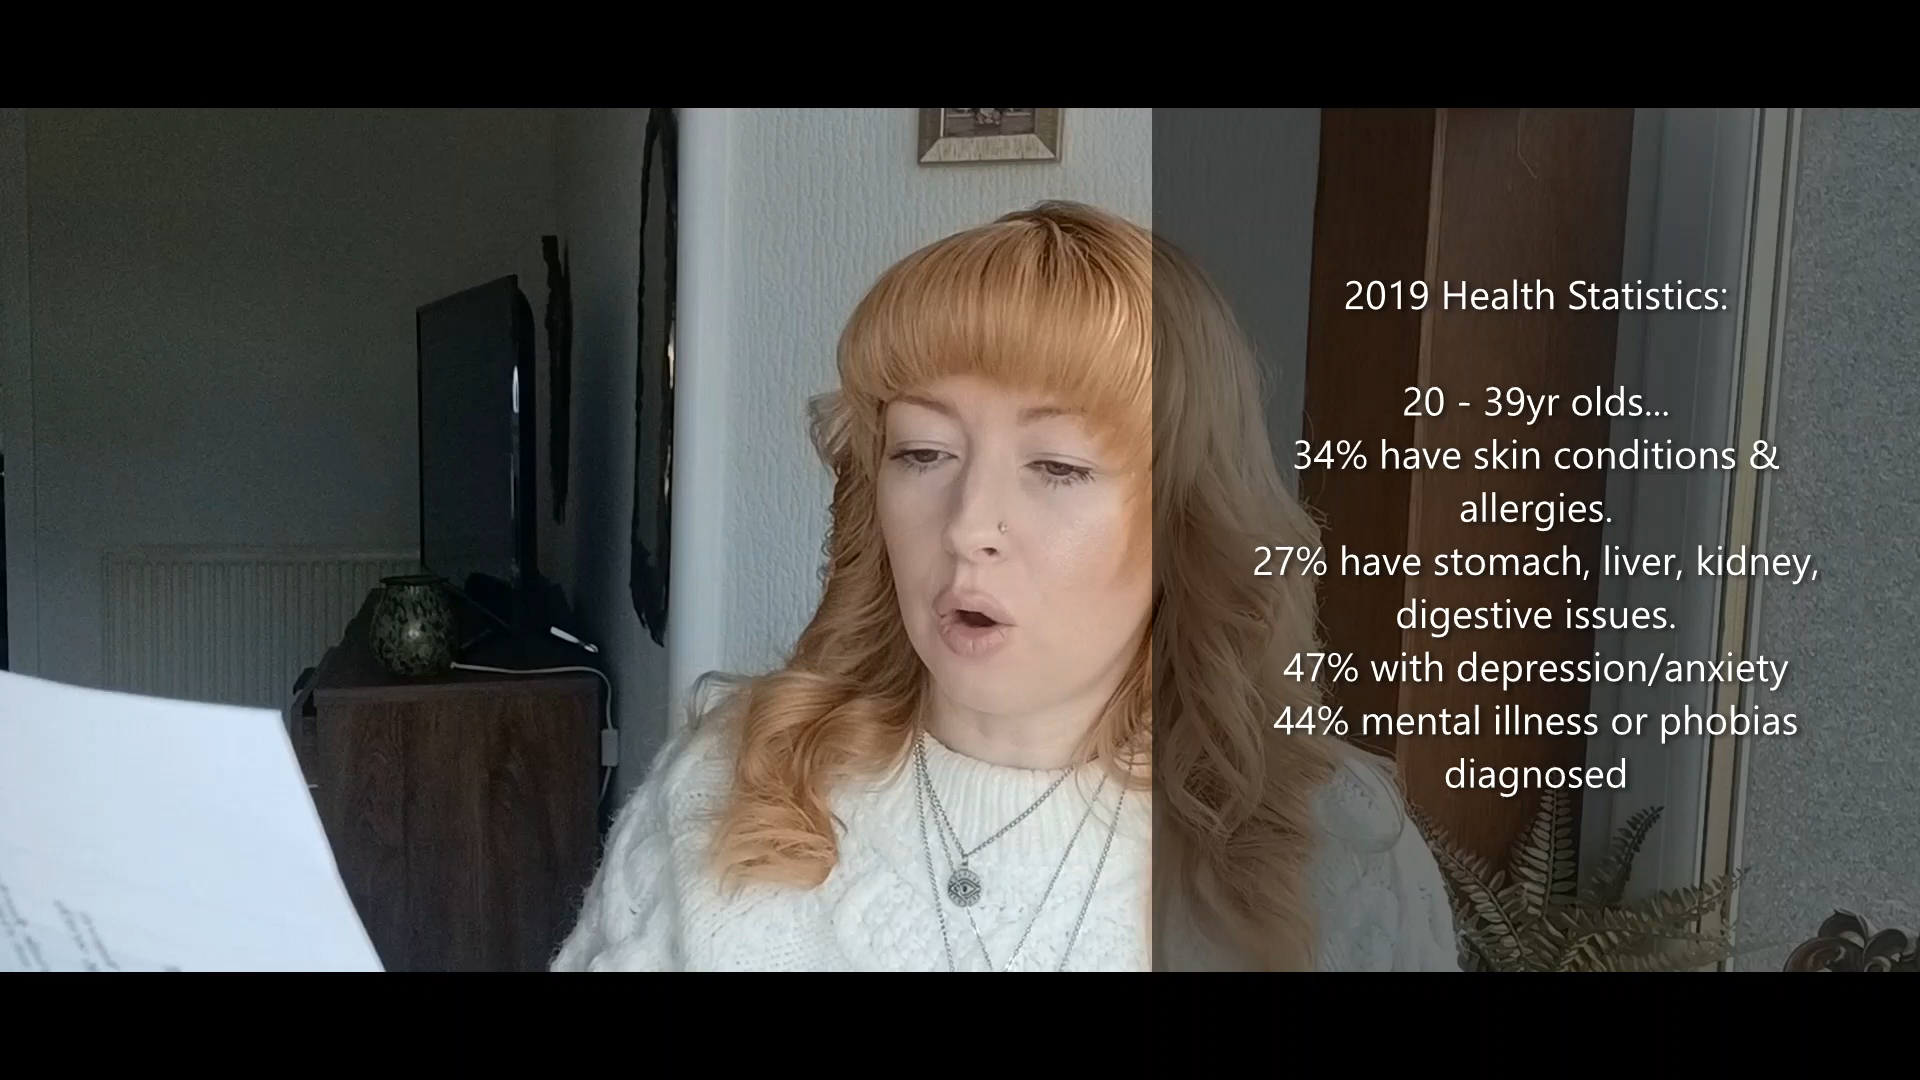 2019 Health Statistics:
20 - 39yr olds...
34% have skin conditions &
allergies.
27% have stomach, liver, kidney,
digestive issues.
47% with depression/anxiety
44% mental illness or phobias
diagnosed